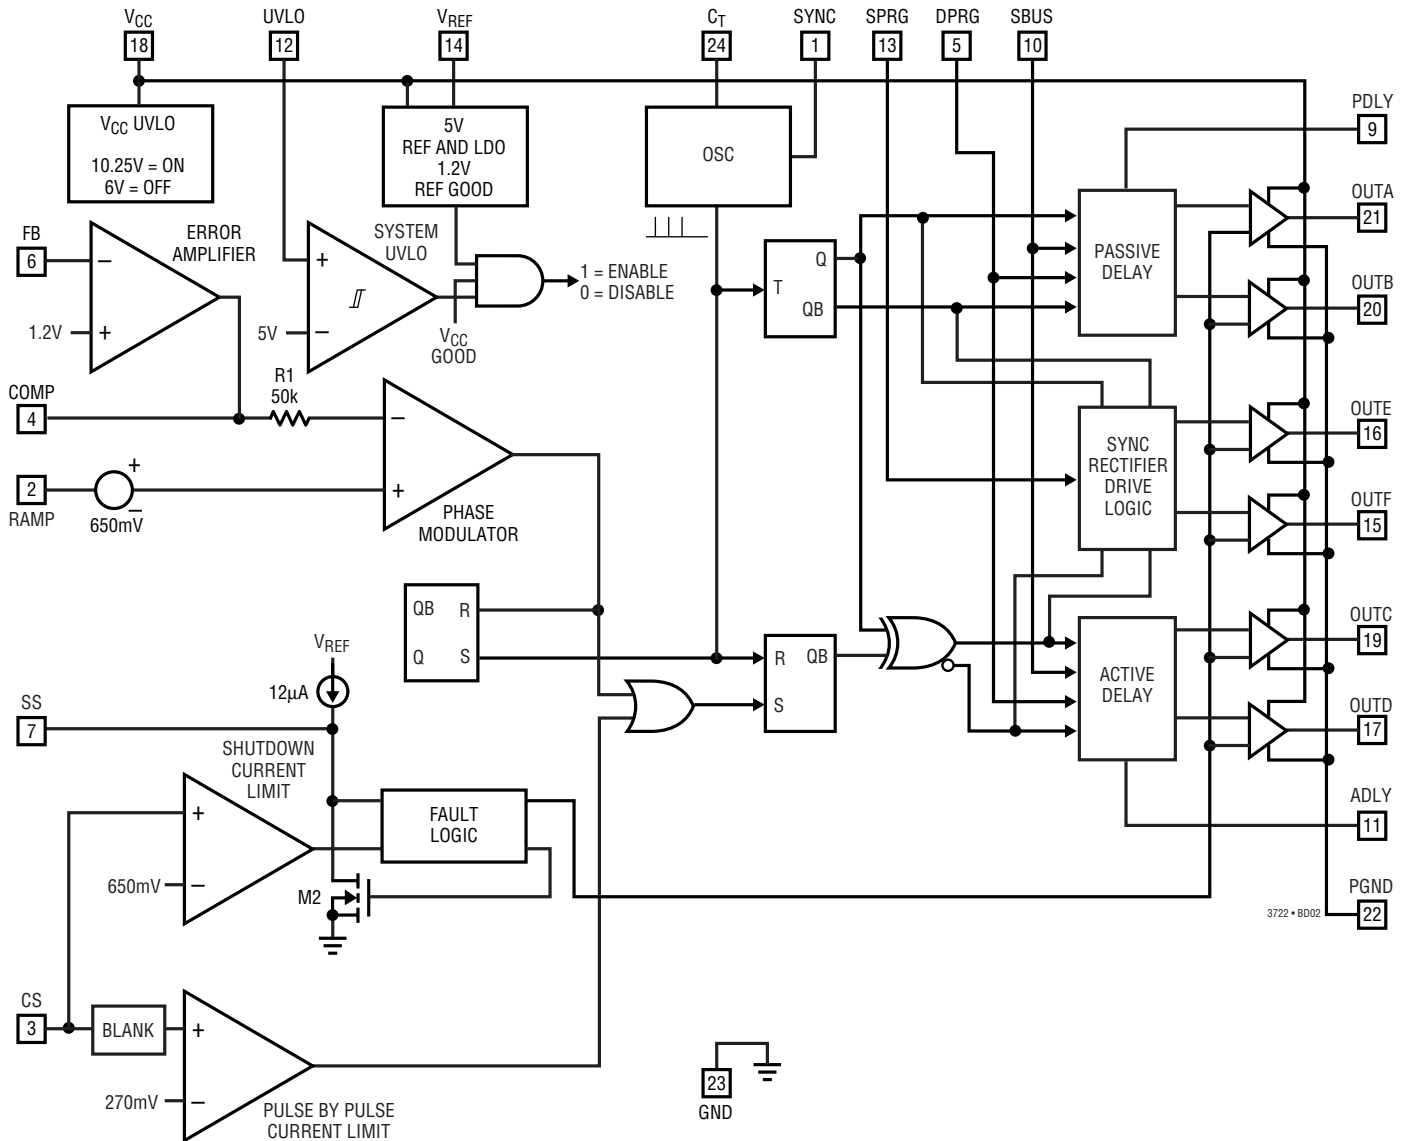 VCC
UVLO
VREF
CT
SYNC
SPRG
DPRG
SBUS
18
12
14
24
1
13
5
10
PDLY
9
VCC UVLO
10.25V = ON
6V = OFF
5V
REF AND LDO
1.2V
REF GOOD
OSC
FB
6
ERROR
AMPLIFIER
−
+
1.2V
SYSTEM
UVLO
+
−
5V
1 = ENABLE
0 = DISABLE
VCC
GOOD
T
Q
QB
PASSIVE
DELAY
OUTA
21
OUTB
20
COMP
4
R1
50k
−
+
PHASE
MODULATOR
2
RAMP
+
−
650mV
SYNC
RECTIFIER
DRIVE
LOGIC
OUTE
16
OUTF
15
QB
R
Q
S
R
QB
S
ACTIVE
DELAY
OUTC
19
OUTD
17
VREF
12µA
SS
7
SHUTDOWN
CURRENT
LIMIT
+
−
650mV
FAULT
LOGIC
M2
ADLY
11
PGND
22
3722 • BD02
CS
3
BLANK
+
−
270mV
PULSE BY PULSE
CURRENT LIMIT
23
GND